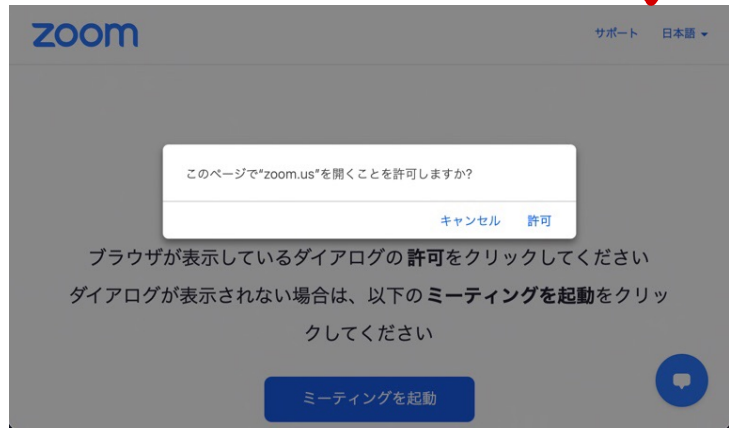 zoom
サポート 日本語
このページで"zoom.us"を開くことを許可しますか?
キャンセル 許可
ブラウザが表示しているダイアログの許可をクリックしてください
ダイアログが表示されない場合は、以下のミーティングを起動をクリッ
クしてください
ミーティングを起動